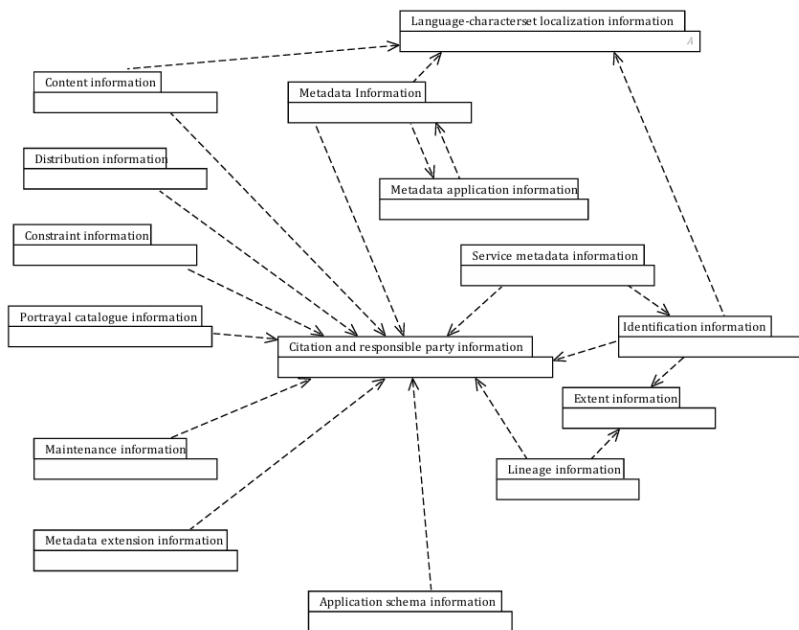 Language-characterset localization information
A
Content information
Metadata Information
Distribution information
Metadata application information
Constraint information
Service metadata information
Portrayal catalogue information
Identification information
Citation and responsible party information
Extent information
Maintenance information
Lineage information
Metadata extension information
Application schema information